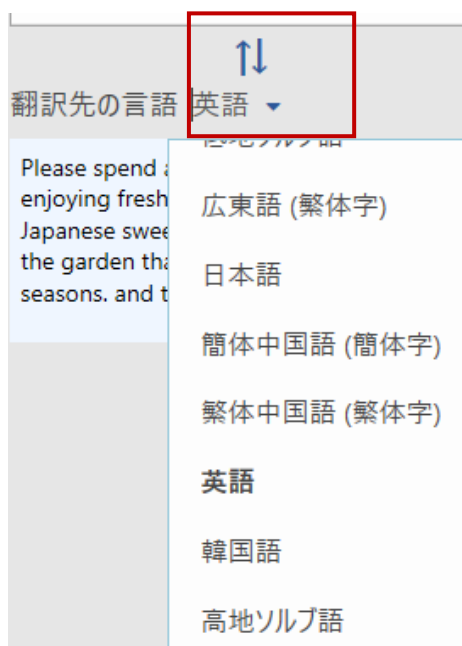 翻訳先の言語 英語
Please spend
enjoying fresh
Japanese swee
the garden tha
seasons. and t
広東語 (繁体字)
日本語
簡体中国語 (簡体字)
繁体中国語 (繁体字)
英語
韓国語
高地ソルブ語